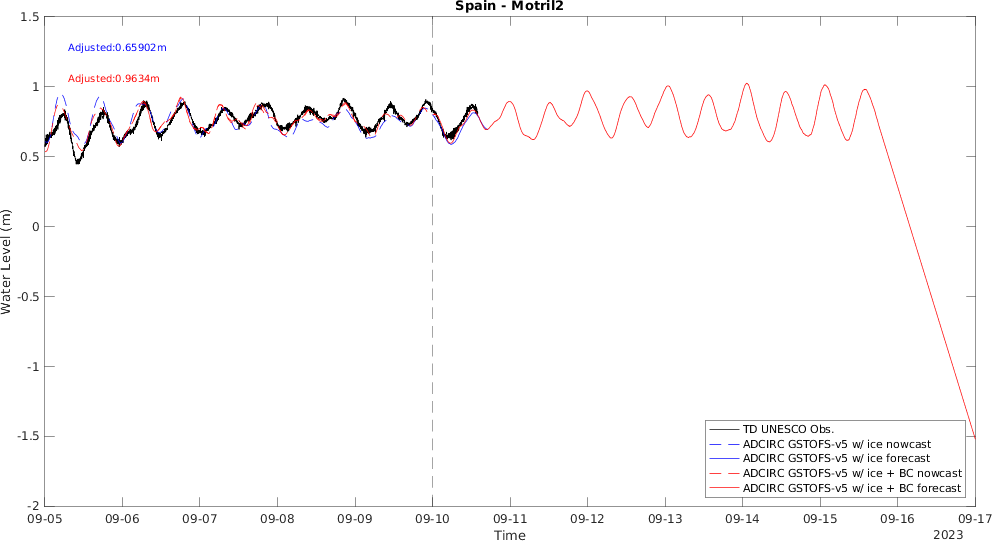 Spain - Motril2
Adjusted:0.65902m
Adjusted:0.9634m
1.5
1
0.5
0
-0.5
-1
-1.5
-2
Water Level (m)
TD UNESCO Obs.
ADCIRC GSTOFS-v5 w/ ice nowcast
ADCIRC GSTOFS-v5 w/ ice forecast
ADCIRC GSTOFS-v5 w/ ice + BC nowcast
ADCIRC GSTOFS-v5 w/ ice + BC forecast
09-05 09-06 09-07 09-08 09-09 09-10 09-11 09-12 09-13 09-14 09-15 09-16 09-17
Time
2023